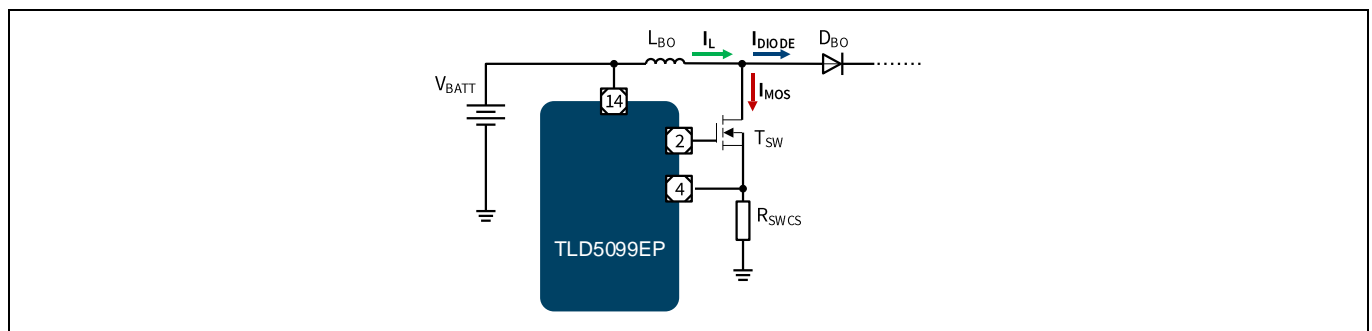 L_BO I_L I_DIODE D_BO
V_BATT
14
I_MOS
2
T_SW
4
R_SWCS
TLD5099EP